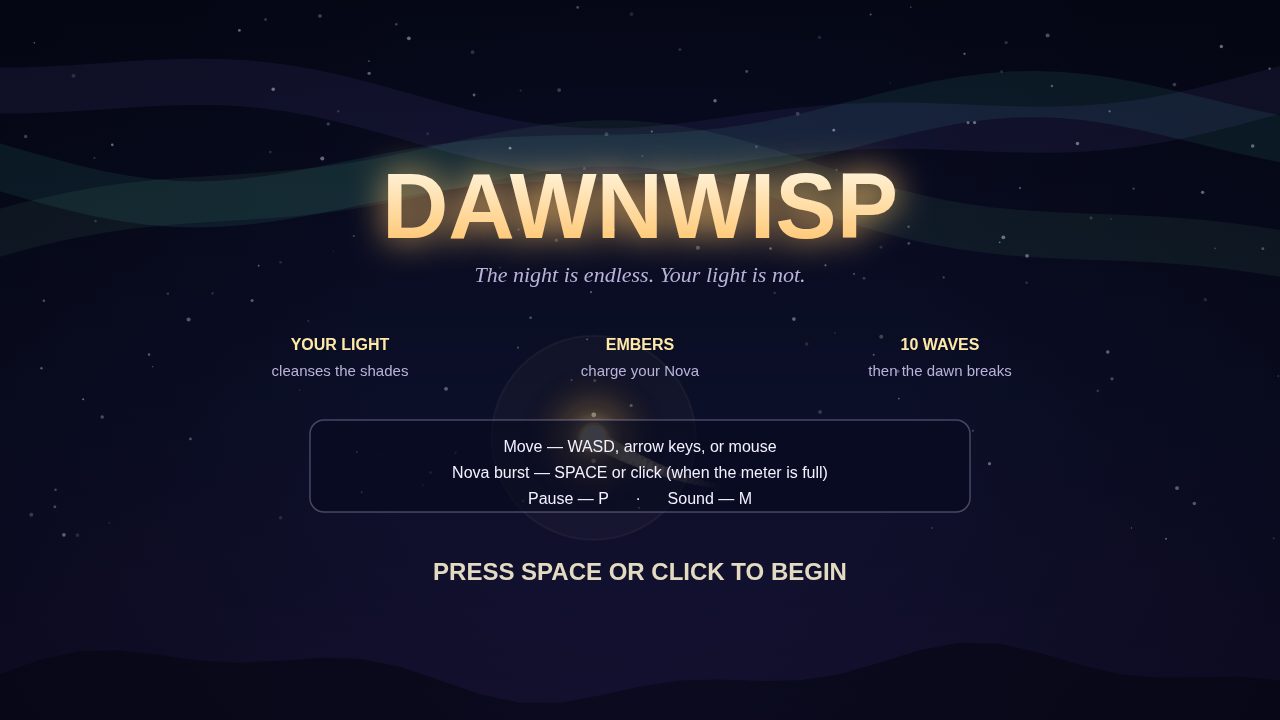 DAWNWISP
The night is endless. Your light is not.
YOUR LIGHT EMBERS 10 WAVES
cleanses the shades charge your Nova then the dawn breaks
Move — WASD, arrow keys, or mouse
Nova burst — SPACE or click (when the meter is full)
Pause — P · Sound — M
PRESS SPACE OR CLICK TO BEGIN